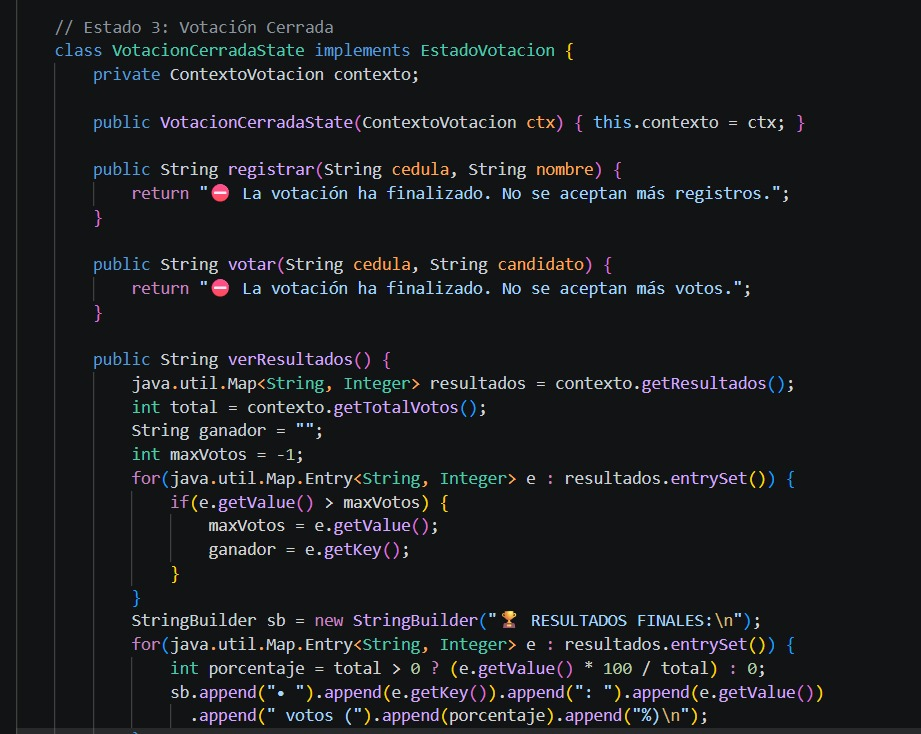 // Estado 3: Votación Cerrada
class VotacionCerradaState implements EstadoVotacion {
    private ContextoVotacion contexto;

    public VotacionCerradaState(ContextoVotacion ctx) { this.contexto = ctx; }

    public String registrar(String cedula, String nombre) {
        return "⛔ La votación ha finalizado. No se aceptan más registros.";
    }

    public String votar(String cedula, String candidato) {
        return "⛔ La votación ha finalizado. No se aceptan más votos.";
    }

    public String verResultados() {
        java.util.Map<String, Integer> resultados = contexto.getResultados();
        int total = contexto.getTotalVotos();
        String ganador = "";
        int maxVotos = -1;
        for(java.util.Map.Entry<String, Integer> e : resultados.entrySet()) {
            if(e.getValue() > maxVotos) {
                maxVotos = e.getValue();
                ganador = e.getKey();
            }
        }
        StringBuilder sb = new StringBuilder("🏆 RESULTADOS FINALES:\n");
        for(java.util.Map.Entry<String, Integer> e : resultados.entrySet()) {
            int porcentaje = total > 0 ? (e.getValue() * 100 / total) : 0;
            sb.append("• ").append(e.getKey()).append(": ").append(e.getValue())
              .append(" votos (").append(porcentaje).append("%)\n");